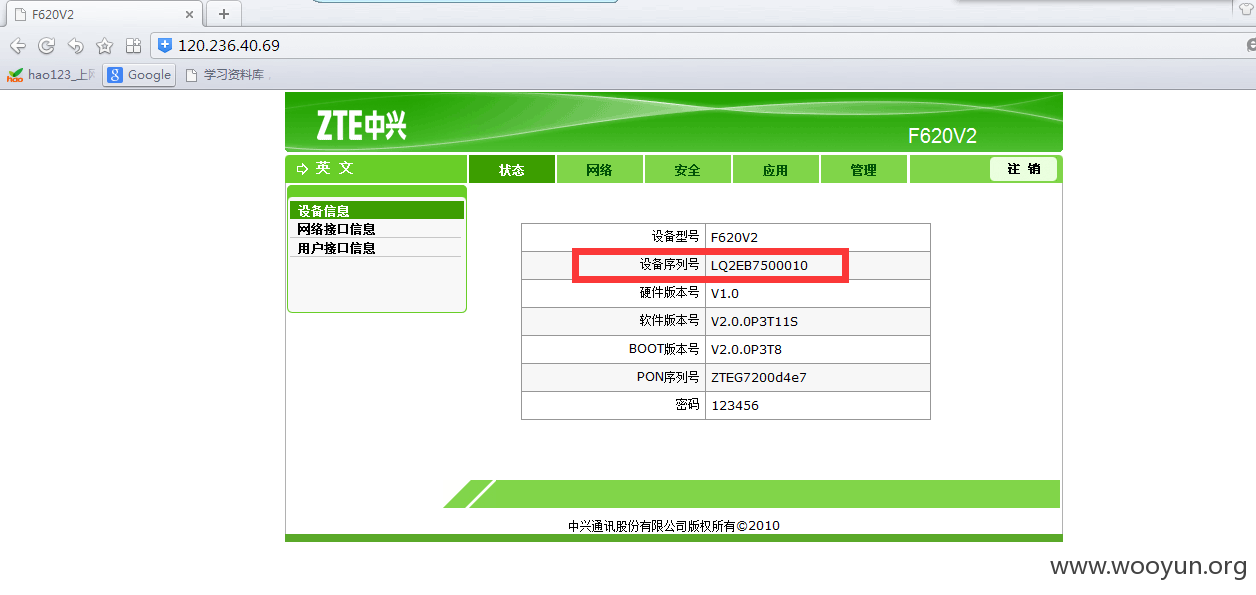 F620V2
120.236.40.69
hao123_上
Google
学习资料库
ZTE中兴
F620V2
英 文
状态
网络
安全
应用
管理
注 销
设备信息
网络接口信息
用户接口信息
设备型号 F620V2
设备序列号 LQ2EB7500010
硬件版本号 V1.0
软件版本号 V2.0.0P3T11S
BOOT版本号 V2.0.0P3T8
PON序列号 ZTEG7200d4e7
密码 123456
中兴通讯股份有限公司版权所有©2010
www.wooyun.org